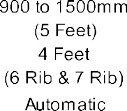 900 to 1500mm
(5 Feet)
4 Feet
(6 Rib & 7 Rib)
Automatic